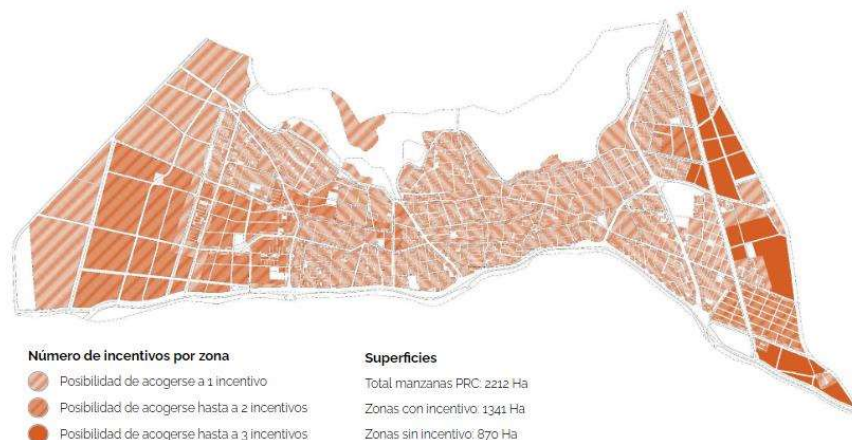 Número de incentivos por zona
Posibilidad de acogerse a 1 incentivo
Posibilidad de acogerse hasta a 2 incentivos
Posibilidad de acogerse hasta a 3 incentivos
Superficies
Total manzanas PRC: 2212 Ha
Zonas con incentivo: 1341 Ha
Zonas sin incentivo: 870 Ha